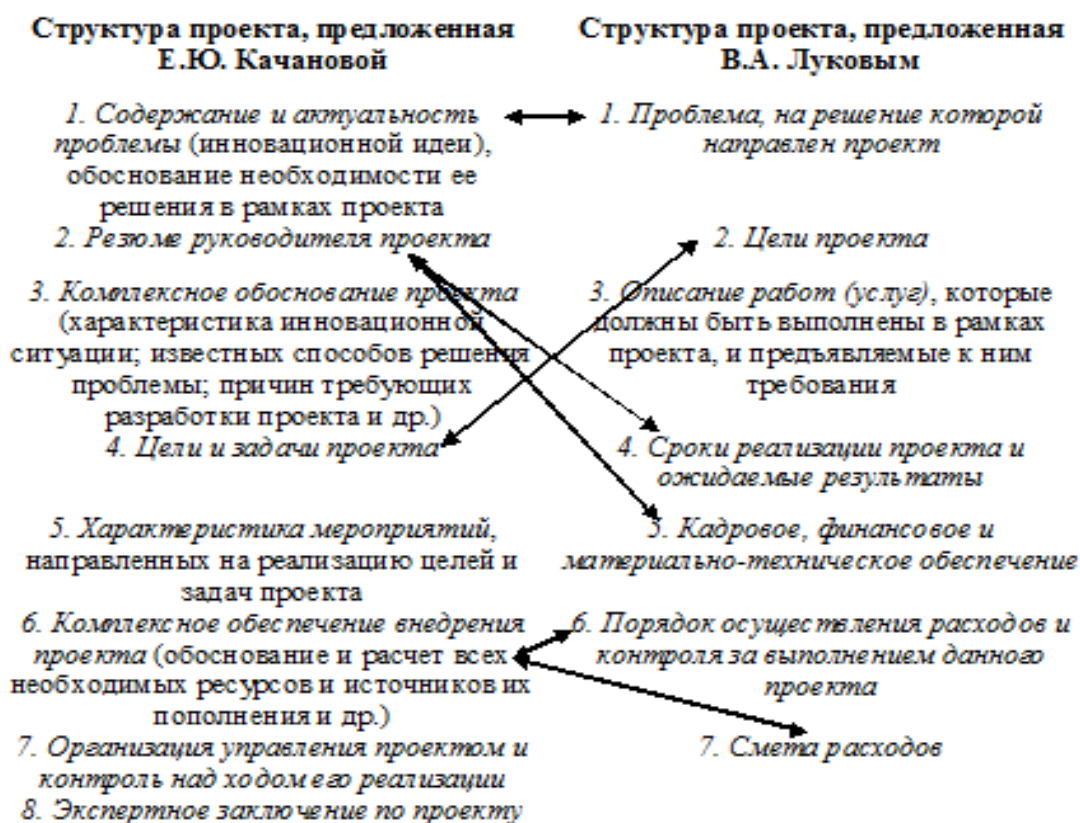 Структура проекта, предложенная
Е.Ю. Качановой
1. Содержание и актуальность
проблемы (инновационной идеи),
обоснование необходимости ее
решения в рамках проекта
2. Резюме руководителя проекта
3. Комплексное обоснование проекта
(характеристика инновационной
ситуации; известных способов решения
проблемы; причин требующих
разработки проекта и др.)
4. Цели и задачи проекта
5. Характеристика мероприятий,
направленных на реализацию целей и
задач проекта
6. Комплексное обеспечение внедрения
проекта (обоснование и расчет всех
необходимых ресурсов и источников их
пополнения и др.)
7. Организация управления проектом и
контроль над ходом его реализации
8. Экспертное заключение по проекту
Структура проекта, предложенная
В.А. Луковым
1. Проблема, на решение которой
направлен проект
2. Цели проекта
3. Описание работ (услуг), которые
должны быть выполнены в рамках
проекта, и предъявляемые к ним
требования
4. Сроки реализации проекта и
ожидаемые результаты
5. Кадровое, финансовое и
материально-техническое обеспечение
6. Порядок осуществления расходов и
контроля за выполнением данного
проекта
7. Смета расходов